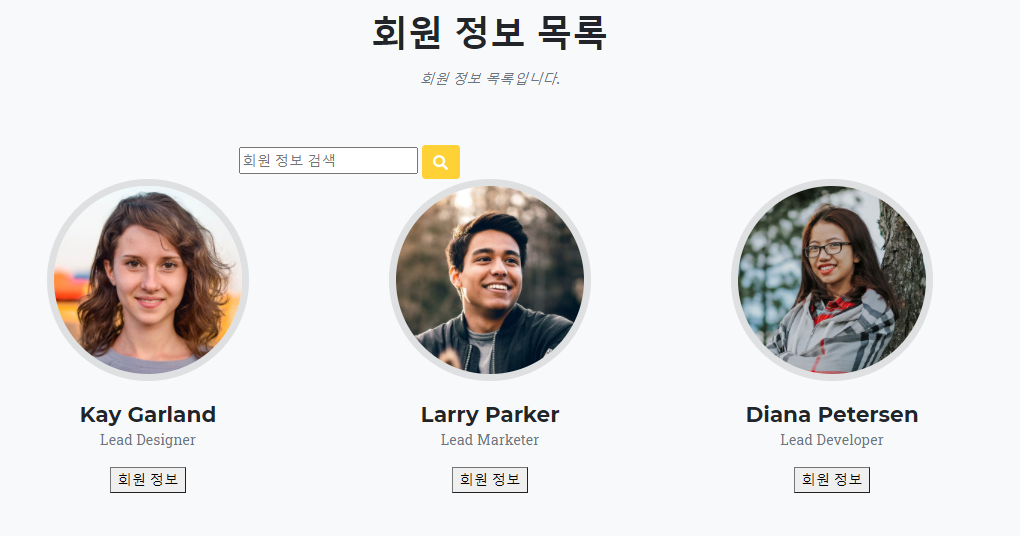 회원 정보 목록
회원 정보 목록입니다.
회원 정보 검색
Kay Garland
Lead Designer
회원 정보
Larry Parker
Lead Marketer
회원 정보
Diana Petersen
Lead Developer
회원 정보